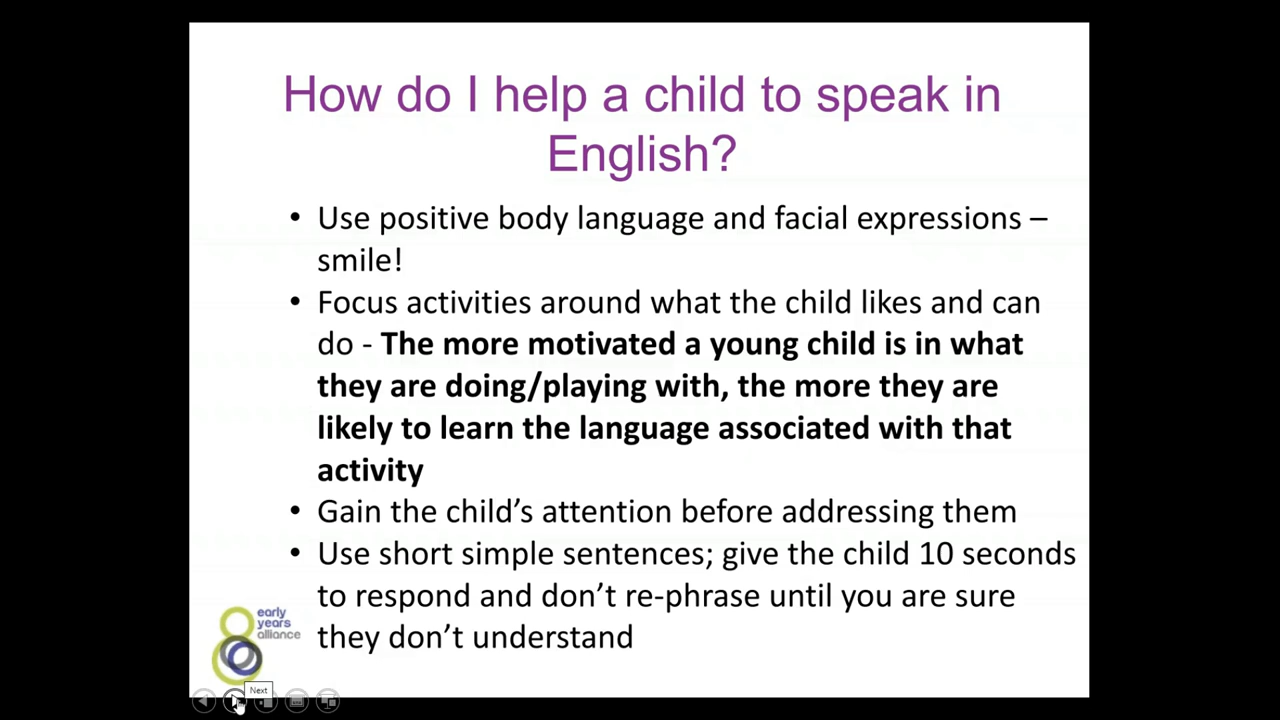 How do I help a child to speak in
English?
• Use positive body language and facial expressions –
smile!
• Focus activities around what the child likes and can
do - The more motivated a young child is in what
they are doing/playing with, the more they are
likely to learn the language associated with that
activity
• Gain the child’s attention before addressing them
• Use short simple sentences; give the child 10 seconds
to respond and don’t re-phrase until you are sure
they don’t understand
early
years
alliance
Next